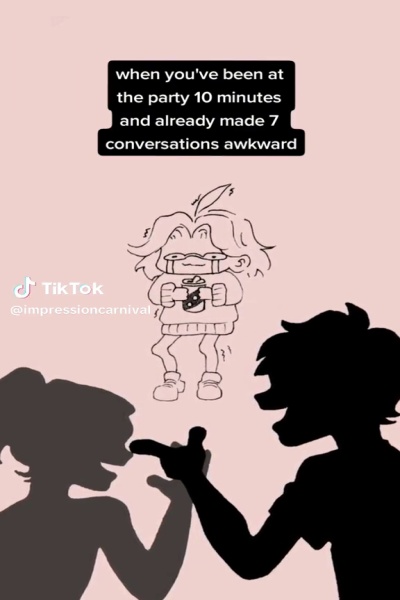 when you've been at
the party 10 minutes
and already made 7
conversations awkward
TikTok
@impressioncarnival